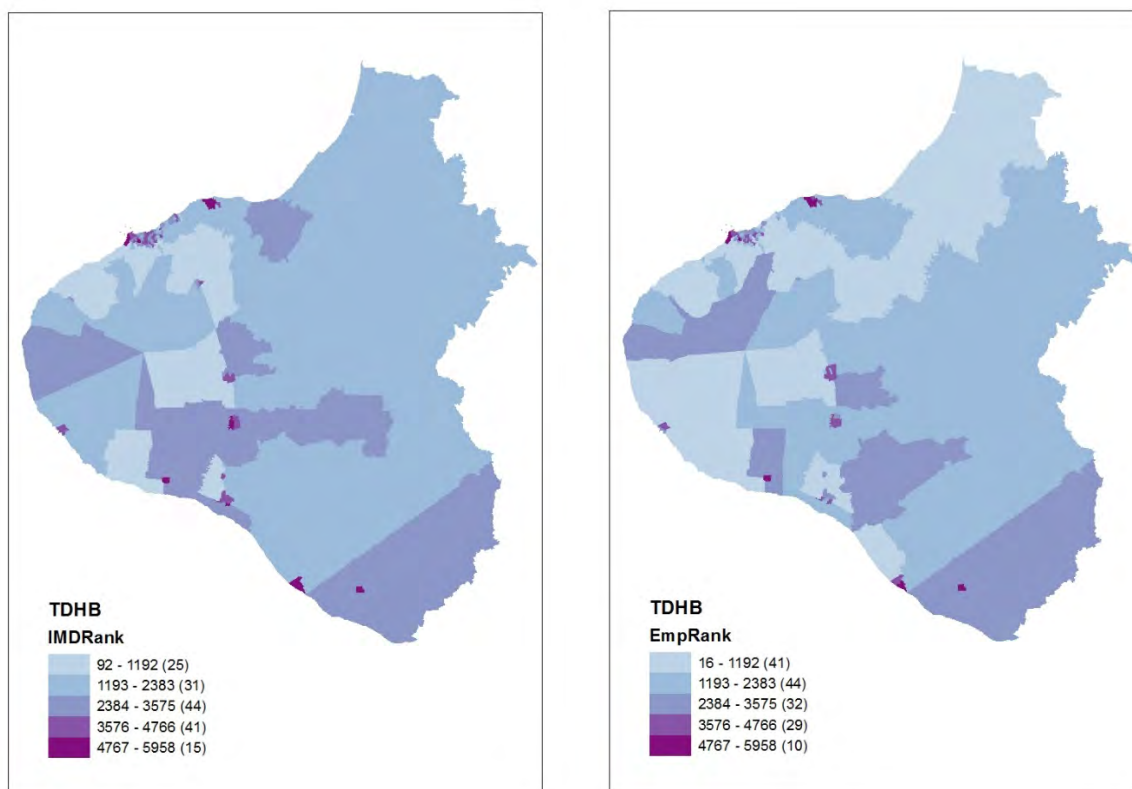 TDHB
IMDRank
92 - 1192 (25)
1193 - 2383 (31)
2384 - 3575 (44)
3576 - 4766 (41)
4767 - 5958 (15)
TDHB
EmpRank
16 - 1192 (41)
1193 - 2383 (44)
2384 - 3575 (32)
3576 - 4766 (29)
4767 - 5958 (10)